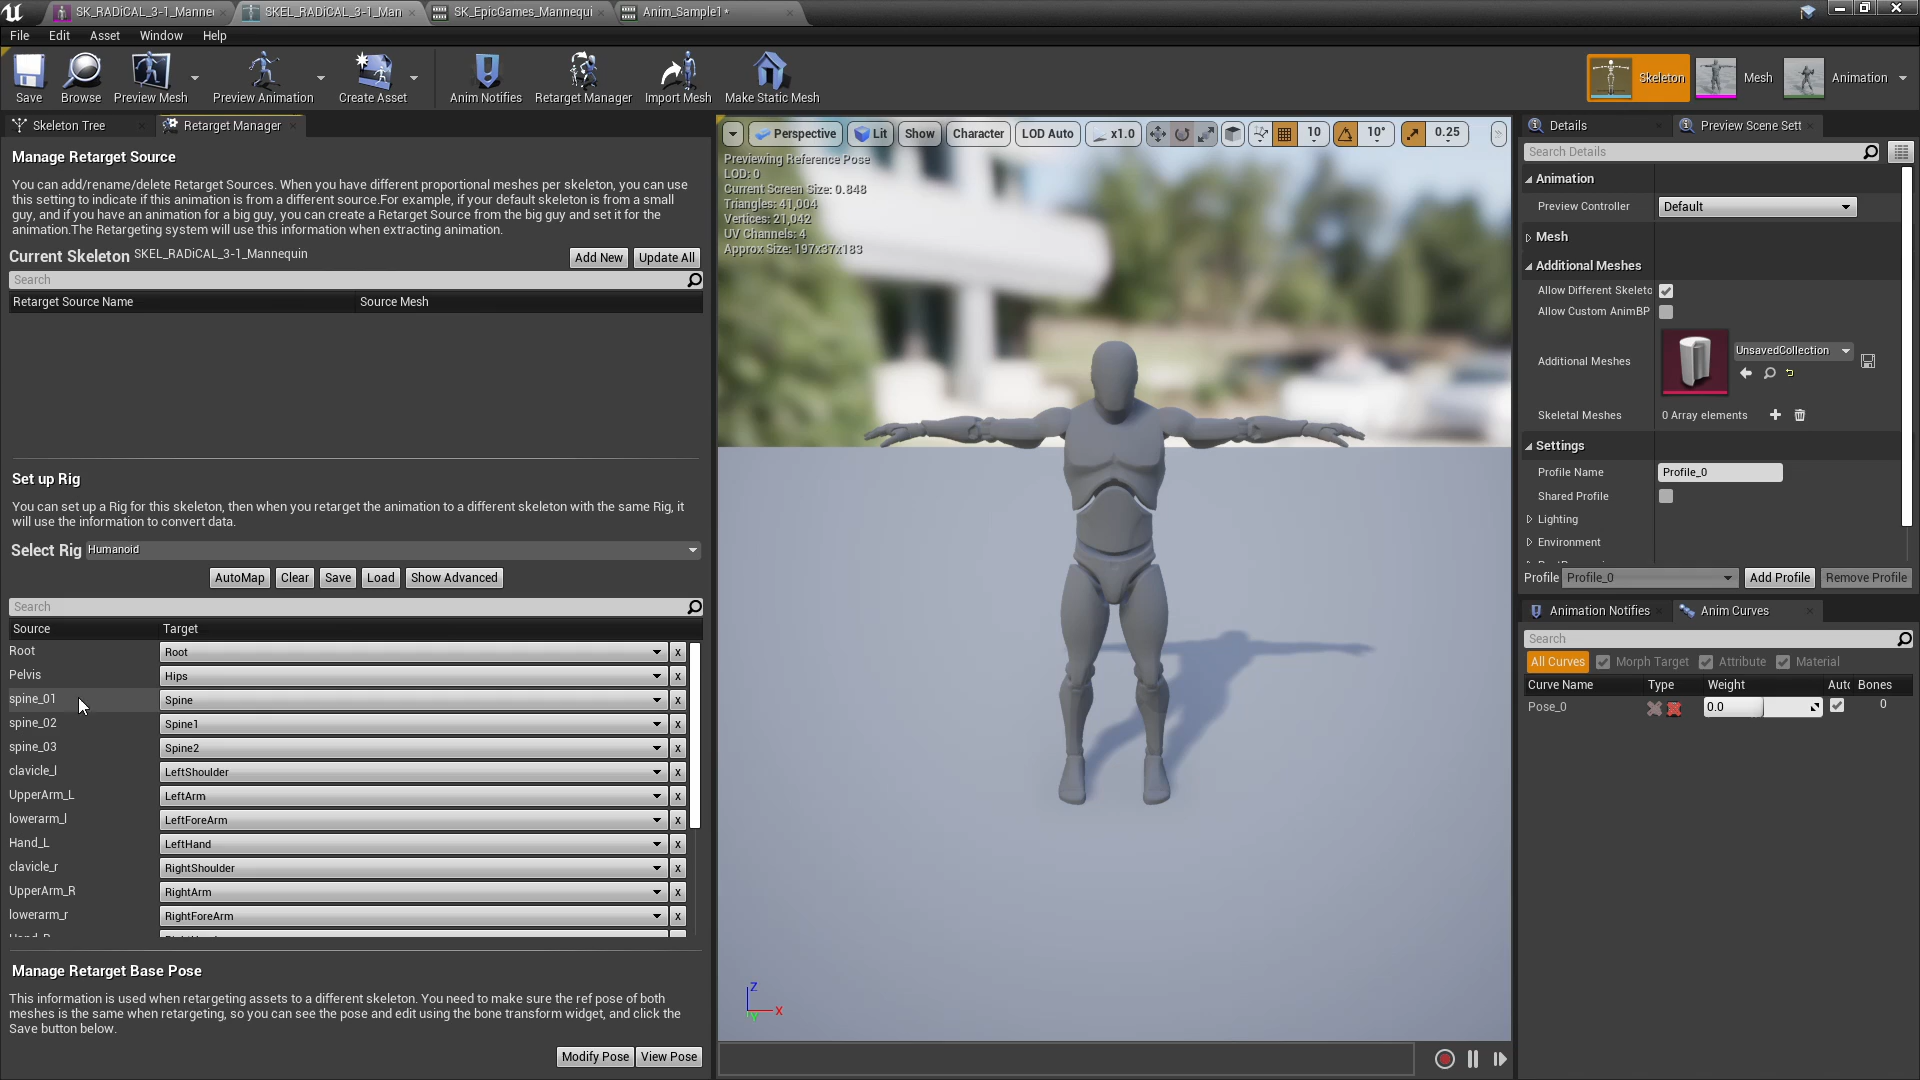 SK_RADiCAL_3-1_Manne
SKEL_RADiCAL_3-1_Man
SK_EpicGames_Mannequi
Anim_Sample1*
File Edit Asset Window Help
Save
Browse
Preview Mesh
Preview Animation
Create Asset
Anim Notifies
Retarget Manager
Import Mesh
Make Static Mesh
Skeleton
Mesh
Animation
Skeleton Tree
Retarget Manager
Manage Retarget Source
You can add/rename/delete Retarget Sources. When you have different proportional meshes per skeleton, you can use
this setting to indicate if this animation is from a different source.For example, if your default skeleton is from a small
guy, and if you have an animation for a big guy, you can create a Retarget Source from the big guy and set it for the
animation.The Retargeting system will use this information when extracting animation.
Current Skeleton SKEL_RADiCAL_3-1_Mannequin
Add New
Update All
Search
Retarget Source Name
Source Mesh
Set up Rig
You can set up a Rig for this skeleton, then when you retarget the animation to a different skeleton with the same Rig, it
will use the information to convert data.
Select Rig Humanoid
AutoMap Clear Save Load Show Advanced
Search
Source Target
Root Root x
Pelvis Hips x
spine_01 Spine x
spine_02 Spine1 x
spine_03 Spine2 x
clavicle_l LeftShoulder x
UpperArm_L LeftArm x
lowerarm_l LeftForeArm x
Hand_L LeftHand x
clavicle_r RightShoulder x
UpperArm_R RightArm x
lowerarm_r RightForeArm x
Manage Retarget Base Pose
This information is used when retargeting assets to a different skeleton. You need to make sure the ref pose of both
meshes is the same when retargeting, so you can see the pose and edit using the bone transform widget, and click the
Save button below.
Modify Pose View Pose
Perspective Lit Show Character LOD Auto x1.0 10 10° 0.25
Previewing Reference Pose
LOD: 0
Current Screen Size: 0.848
Triangles: 41,004
Vertices: 21,042
UV Channels: 4
Approx Size: 197x37x183
Z
X
Y
Details
Preview Scene Sett
Search Details
Animation
Preview Controller Default
Mesh
Additional Meshes
Allow Different Skeleto
Allow Custom AnimBP
Additional Meshes UnsavedCollection
Skeletal Meshes 0 Array elements
Settings
Profile Name Profile_0
Shared Profile
Lighting
Environment
Profile Profile_0 Add Profile Remove Profile
Animation Notifies
Anim Curves
Search
All Curves Morph Target Attribute Material
Curve Name Type Weight Auto Bones
Pose_0 0.0 0